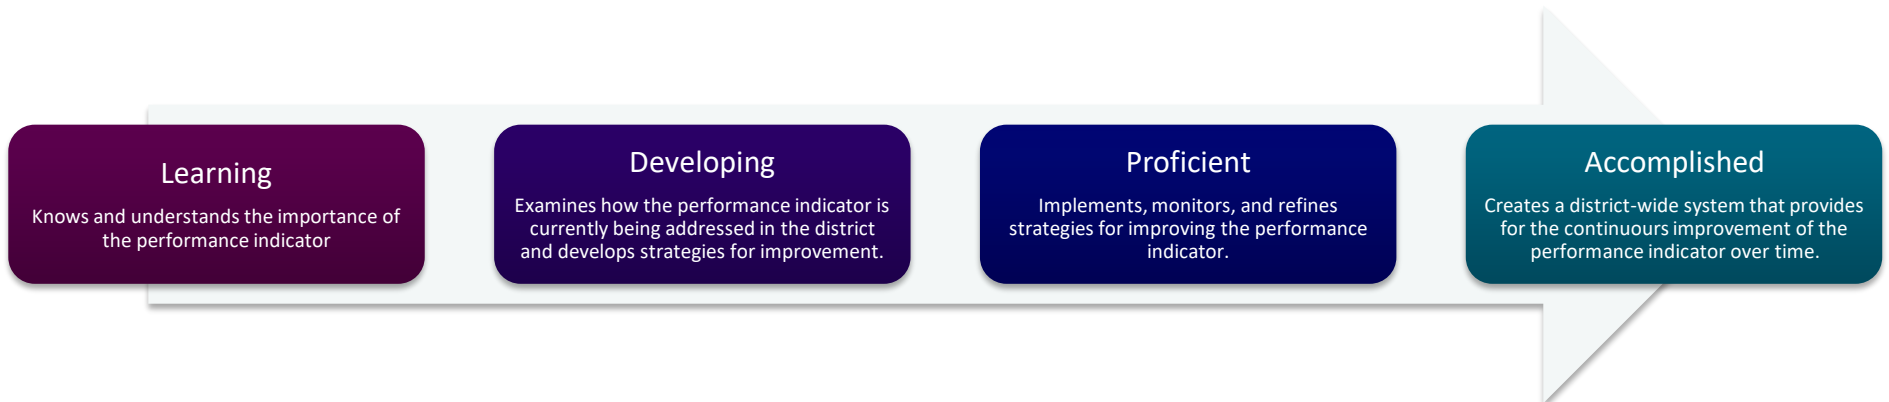 Learning
Knows and understands the importance of
the performance indicator
Developing
Examines how the performance indicator is
currently being addressed in the district
and develops strategies for improvement.
Proficient
Implements, monitors, and refines
strategies for improving the performance
indicator.
Accomplished
Creates a district-wide system that provides
for the continuours improvement of the
performance indicator over time.